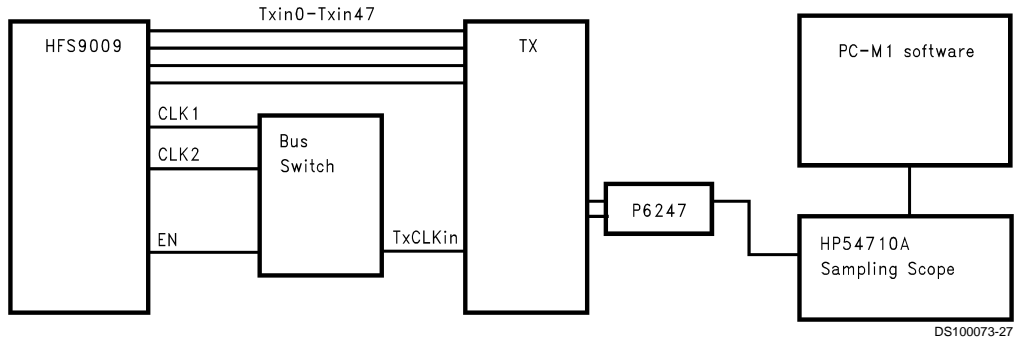 Txin0-Txin47
HFS9009
TX
PC-M1 software
CLK1
CLK2
Bus
Switch
EN
TxCLKin
P6247
HP54710A
Sampling Scope
DS100073-27